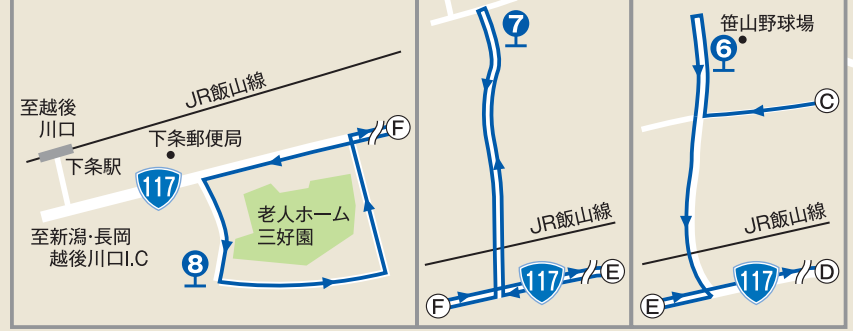 至越後
川口
JR飯山線
下条郵便局
下条駅
117
F
至新潟・長岡
越後川口I.C
老人ホーム
三好園
8
7
JR飯山線
117
E
F
笹山野球場
6
C
JR飯山線
117
D
E